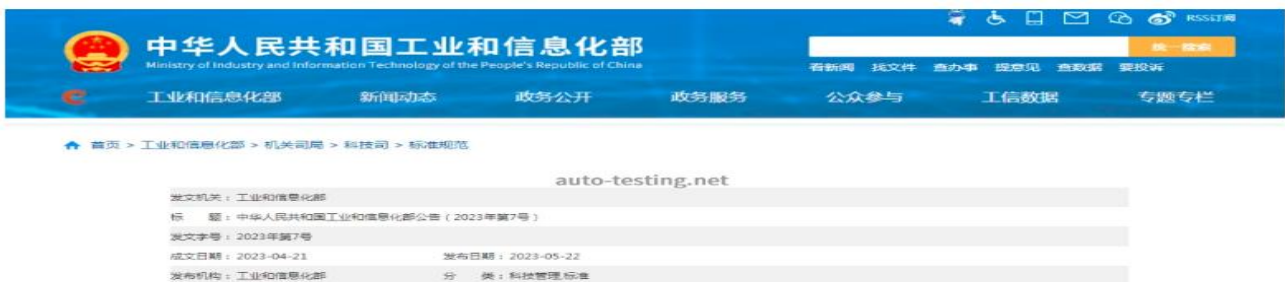 RSS订阅
中华人民共和国工业和信息化部
Ministry of Industry and Information Technology of the People's Republic of China
统一搜索
看新闻 找文件 查办事 提意见 查数据 要投诉
工业和信息化部 新闻动态 政务公开 政务服务 公众参与 工信数据 专题专栏
首页 > 工业和信息化部 > 机关司局 > 科技司 > 标准规范
auto-testing.net
发文机关：工业和信息化部
标 题：中华人民共和国工业和信息化部公告（2023年第7号）
发文字号：2023年第7号
成文日期：2023-04-21 发布日期：2023-05-22
发布机构：工业和信息化部 分 类：科技管理,标准